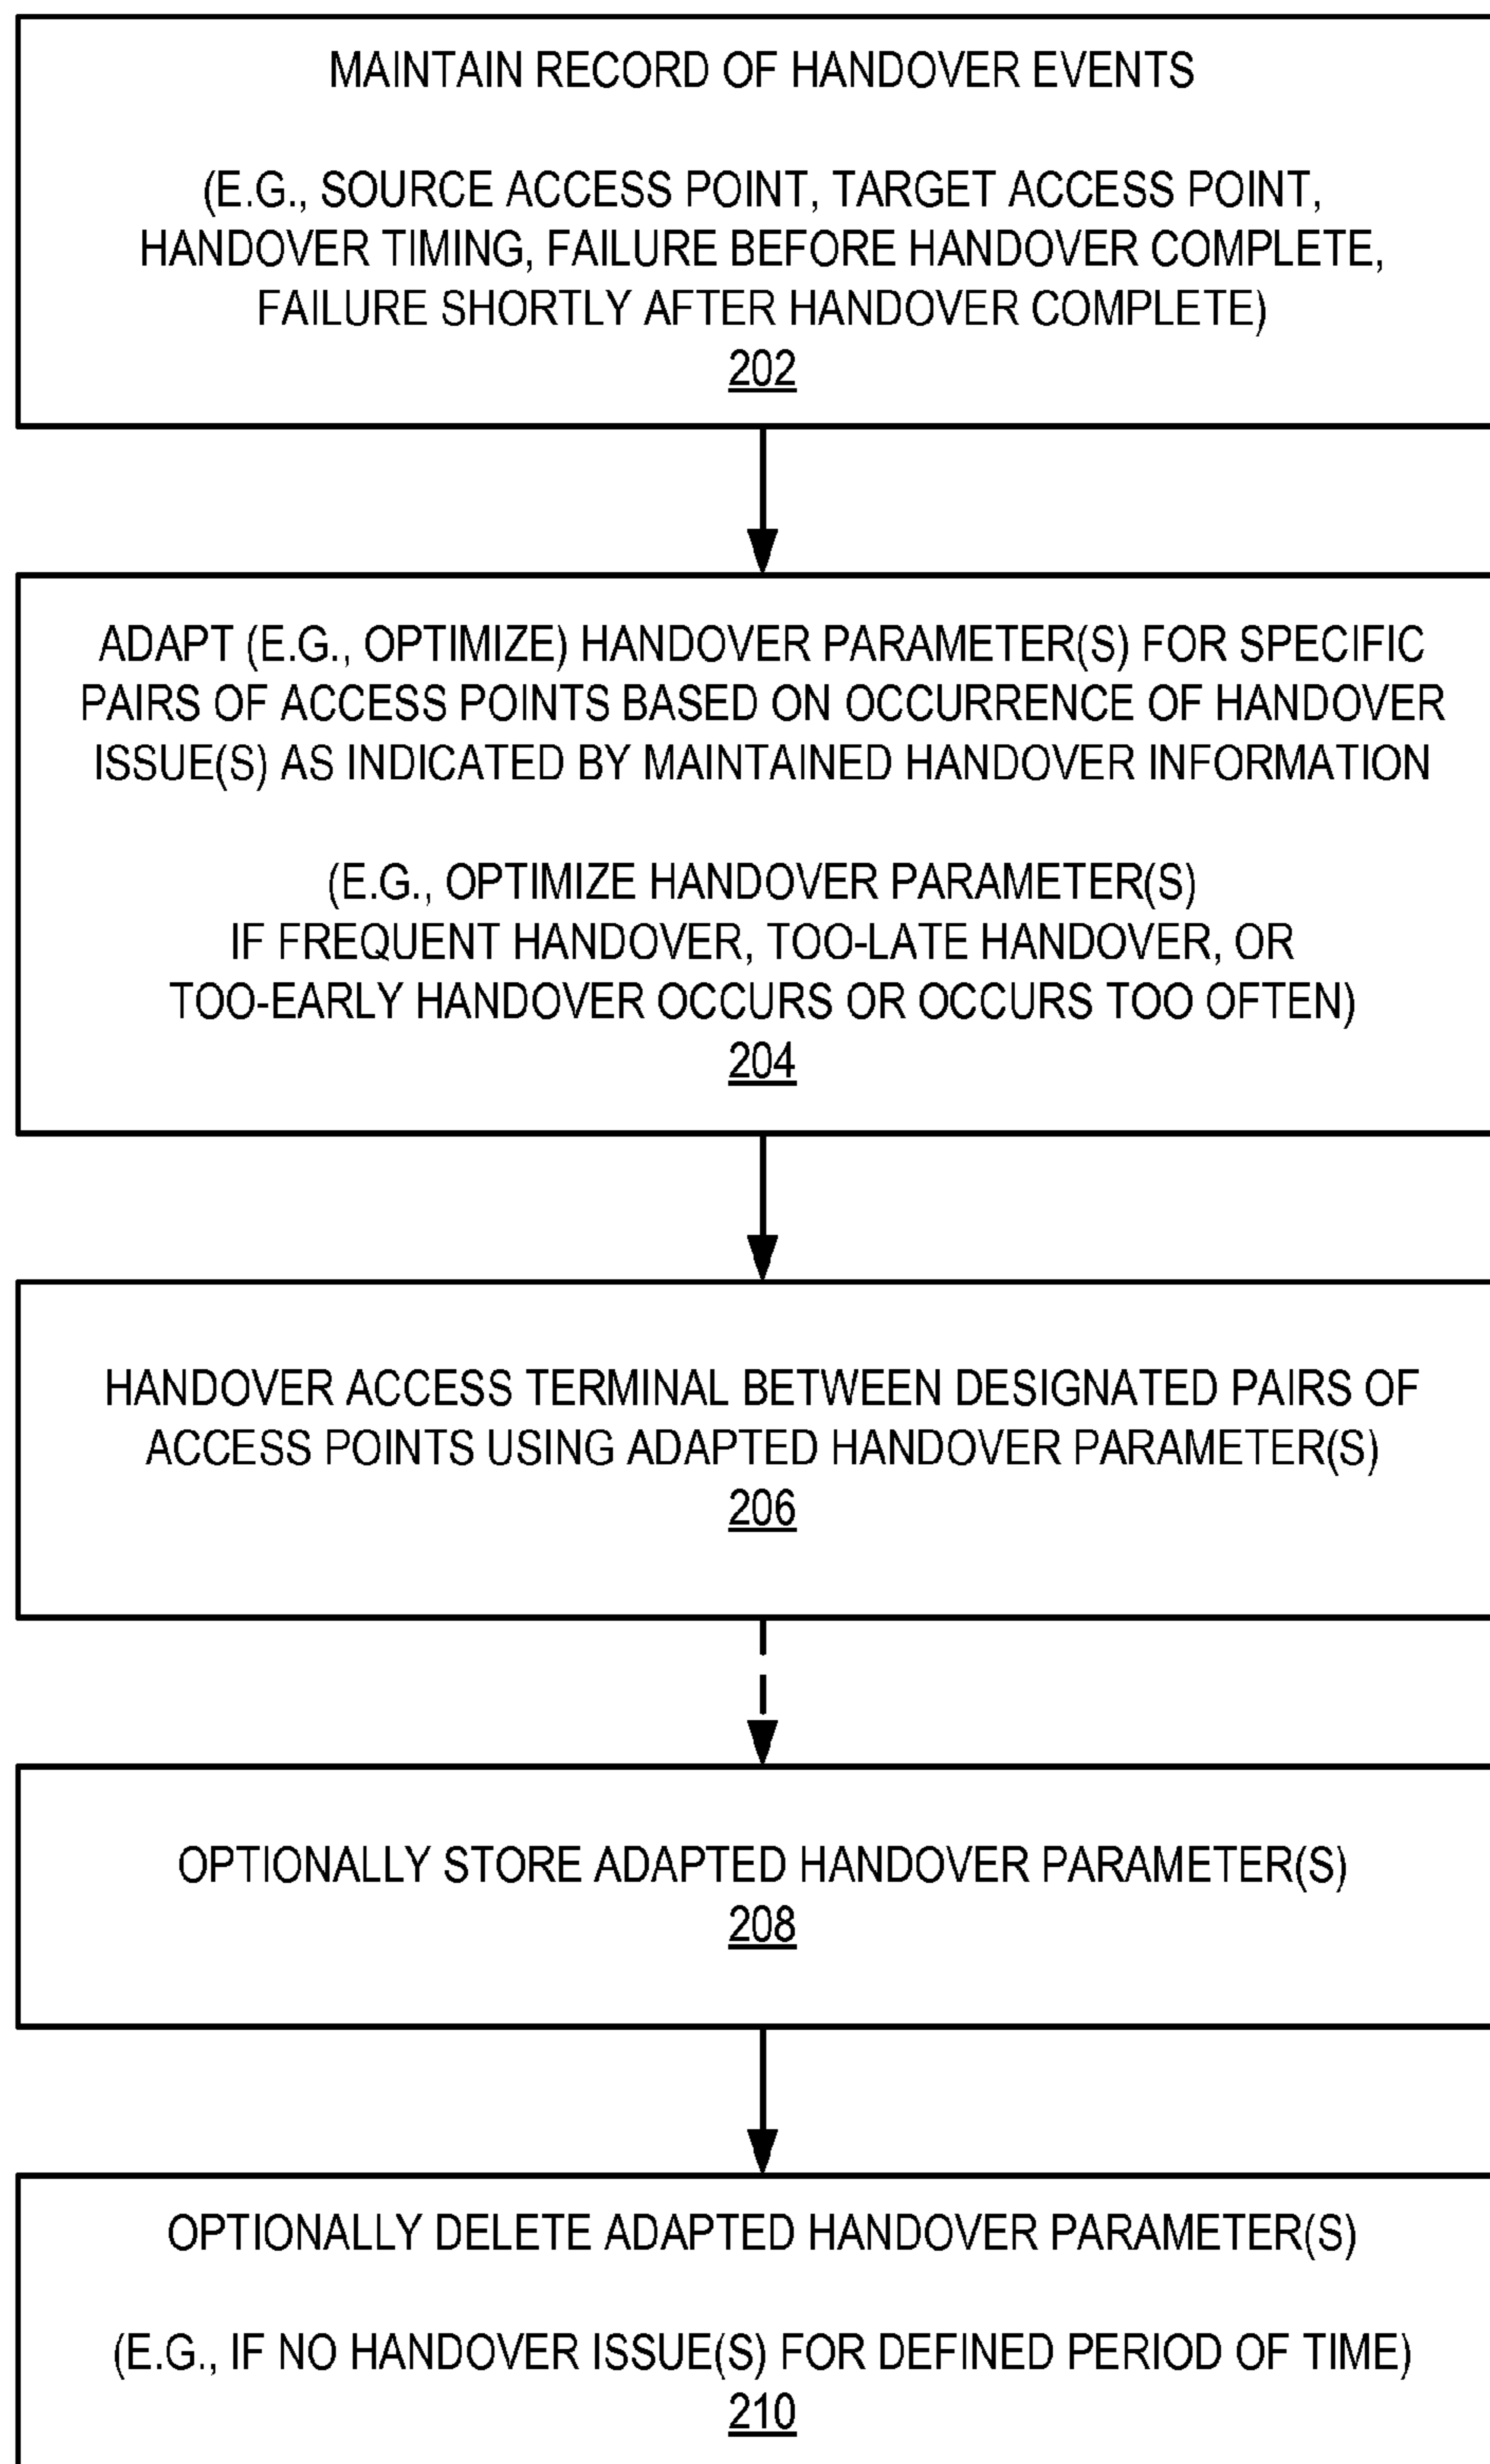 MAINTAIN RECORD OF HANDOVER EVENTS
(E.G., SOURCE ACCESS POINT, TARGET ACCESS POINT,
HANDOVER TIMING, FAILURE BEFORE HANDOVER COMPLETE,
FAILURE SHORTLY AFTER HANDOVER COMPLETE)
202
ADAPT (E.G., OPTIMIZE) HANDOVER PARAMETER(S) FOR SPECIFIC
PAIRS OF ACCESS POINTS BASED ON OCCURRENCE OF HANDOVER
ISSUE(S) AS INDICATED BY MAINTAINED HANDOVER INFORMATION
(E.G., OPTIMIZE HANDOVER PARAMETER(S)
IF FREQUENT HANDOVER, TOO-LATE HANDOVER, OR
TOO-EARLY HANDOVER OCCURS OR OCCURS TOO OFTEN)
204
HANDOVER ACCESS TERMINAL BETWEEN DESIGNATED PAIRS OF
ACCESS POINTS USING ADAPTED HANDOVER PARAMETER(S)
206
OPTIONALLY STORE ADAPTED HANDOVER PARAMETER(S)
208
OPTIONALLY DELETE ADAPTED HANDOVER PARAMETER(S)
(E.G., IF NO HANDOVER ISSUE(S) FOR DEFINED PERIOD OF TIME)
210